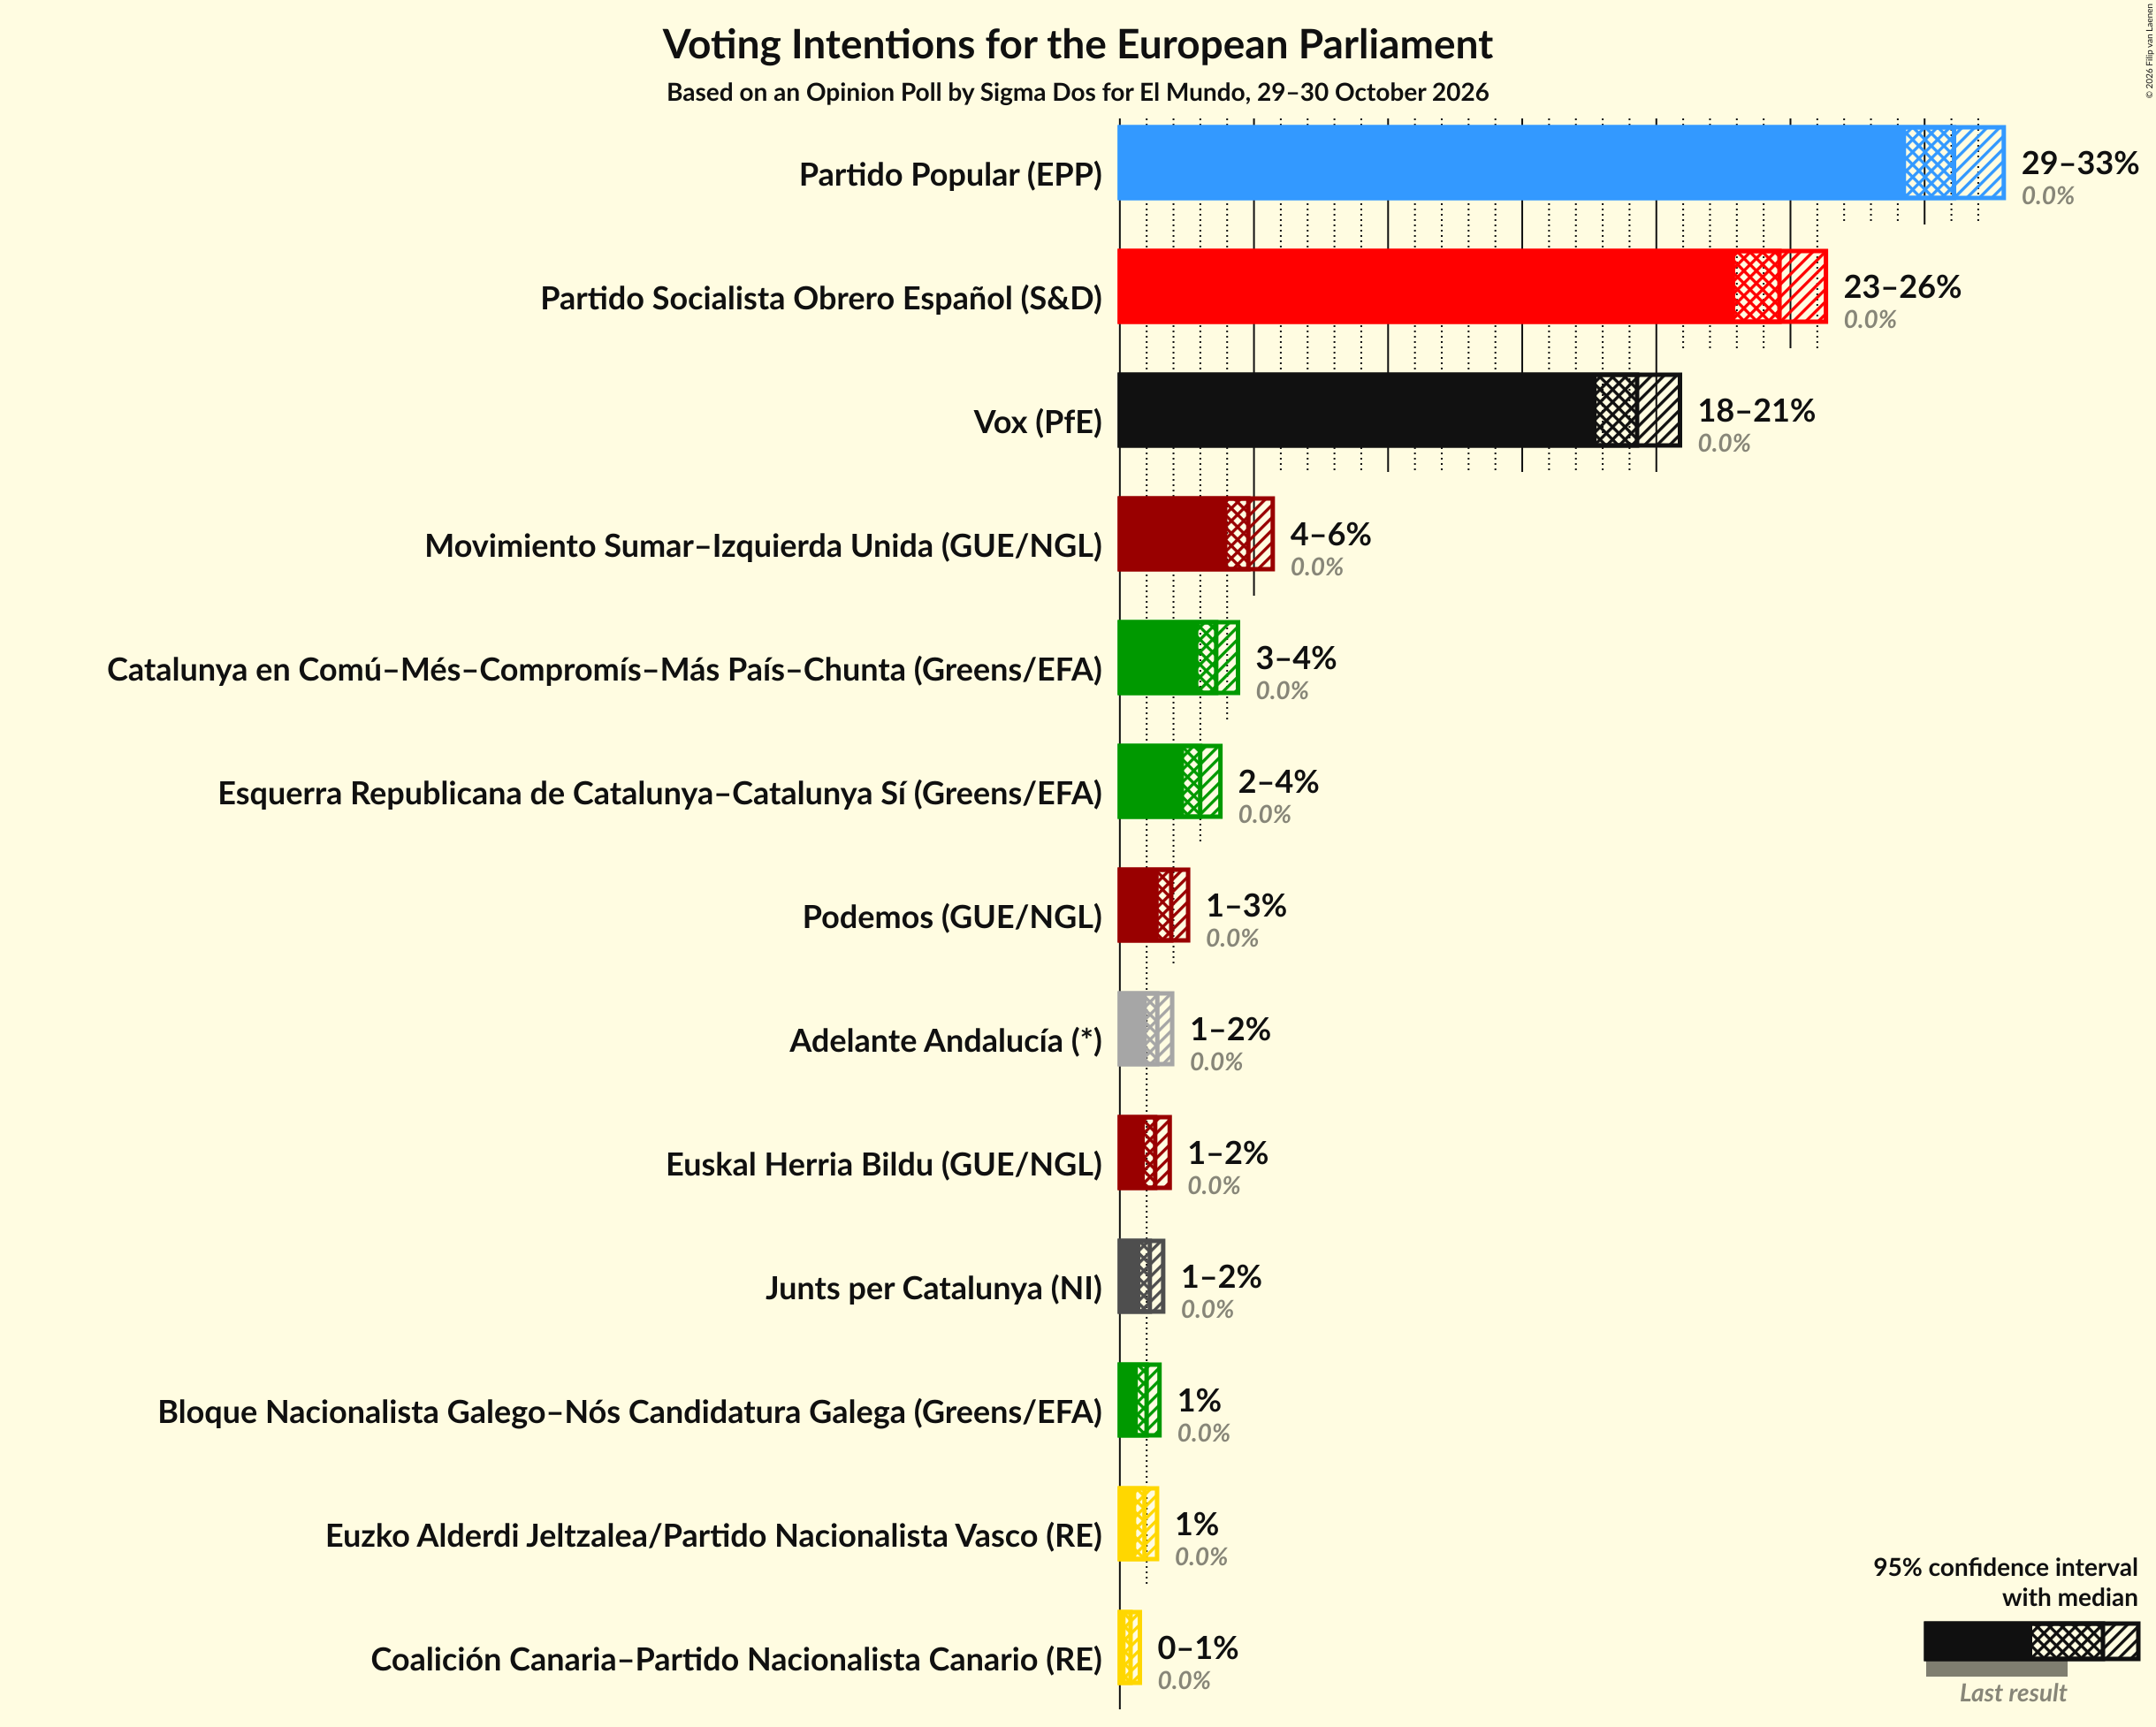 Voting Intentions for the European Parliament
Based on an Opinion Poll by Sigma Dos for El Mundo, 29–30 October 2026
© 2026 Filip van Laenen
Partido Popular (EPP)
29–33%
0.0%
Partido Socialista Obrero Español (S&D)
23–26%
0.0%
Vox (PfE)
18–21%
0.0%
Movimiento Sumar–Izquierda Unida (GUE/NGL)
4–6%
0.0%
Catalunya en Comú–Més–Compromís–Más País–Chunta (Greens/EFA)
3–4%
0.0%
Esquerra Republicana de Catalunya–Catalunya Sí (Greens/EFA)
2–4%
0.0%
Podemos (GUE/NGL)
1–3%
0.0%
Adelante Andalucía (*)
1–2%
0.0%
Euskal Herria Bildu (GUE/NGL)
1–2%
0.0%
Junts per Catalunya (NI)
1–2%
0.0%
Bloque Nacionalista Galego–Nós Candidatura Galega (Greens/EFA)
1%
0.0%
Euzko Alderdi Jeltzalea/Partido Nacionalista Vasco (RE)
1%
0.0%
Coalición Canaria–Partido Nacionalista Canario (RE)
0–1%
0.0%
95% confidence interval
with median
Last result